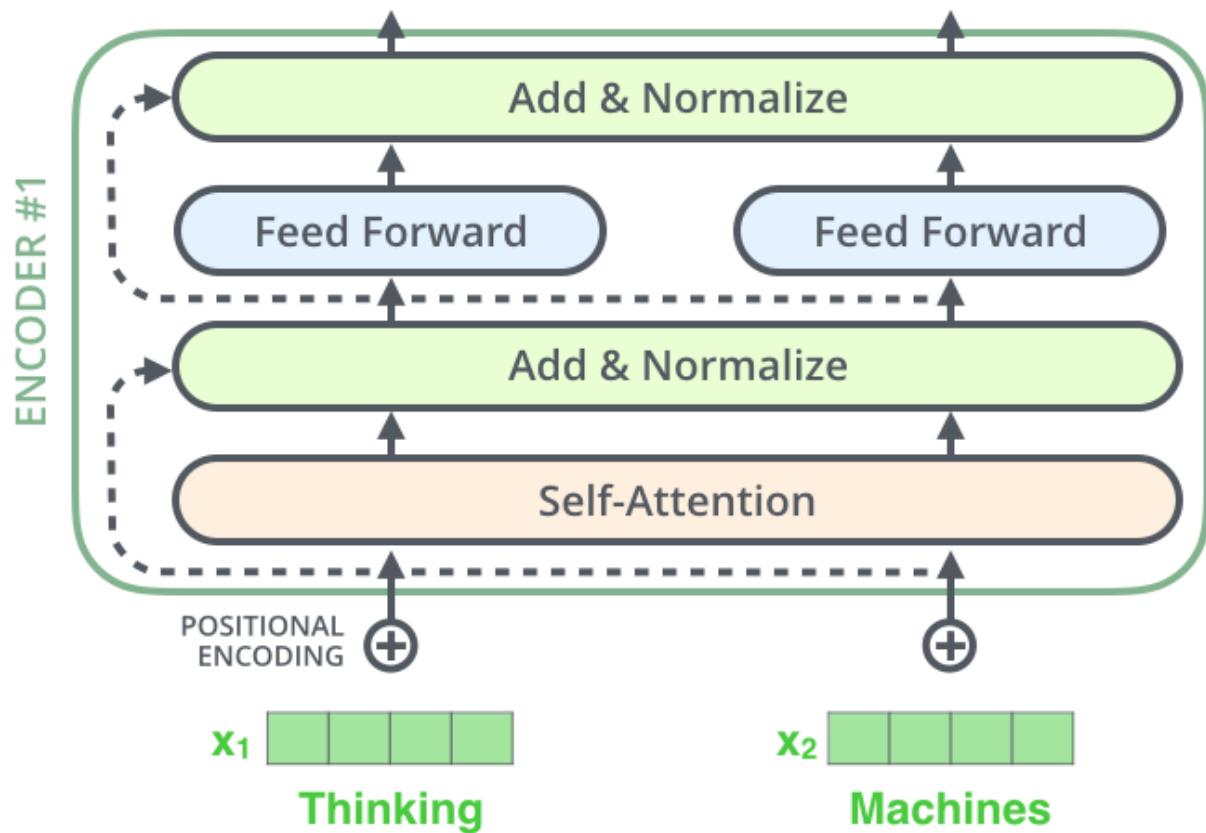 ENCODER #1
Add & Normalize
Feed Forward
Feed Forward
Add & Normalize
Self-Attention
POSITIONAL
ENCODING
x₁
x₂
Thinking
Machines